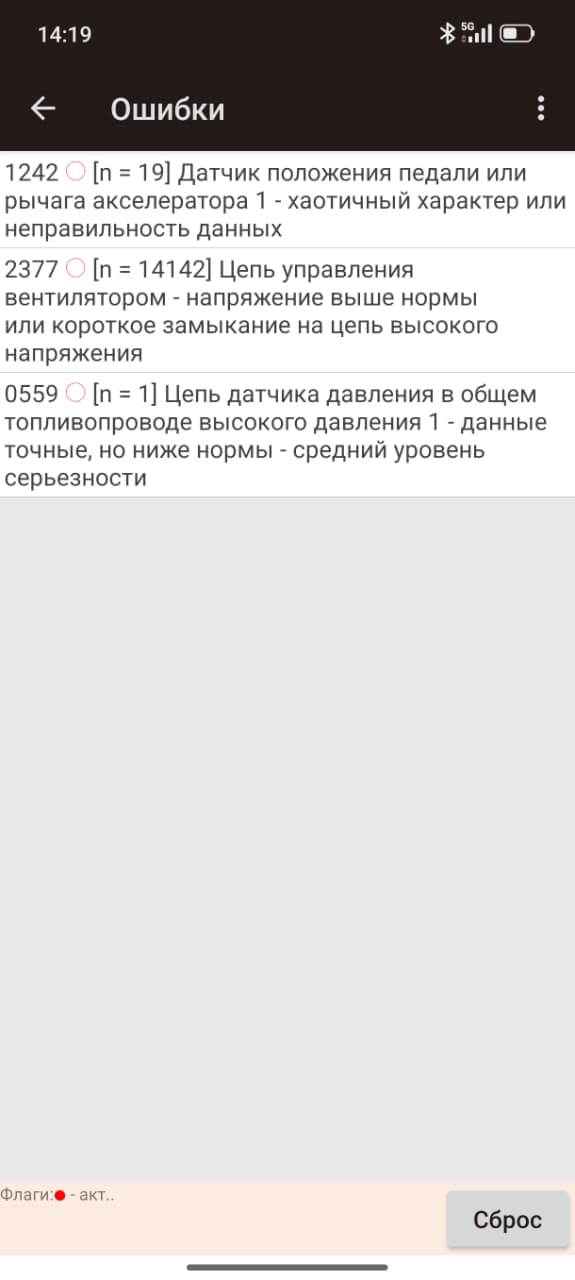 14:19
5G
Ошибки
1242 [n = 19] Датчик положения педали или
рычага акселератора 1 - хаотичный характер или
неправильность данных
2377 [n = 14142] Цепь управления
вентилятором - напряжение выше нормы
или короткое замыкание на цепь высокого
напряжения
0559 [n = 1] Цепь датчика давления в общем
топливопроводе высокого давления 1 - данные
точные, но ниже нормы - средний уровень
серьезности
Флаги: - акт..
Сброс